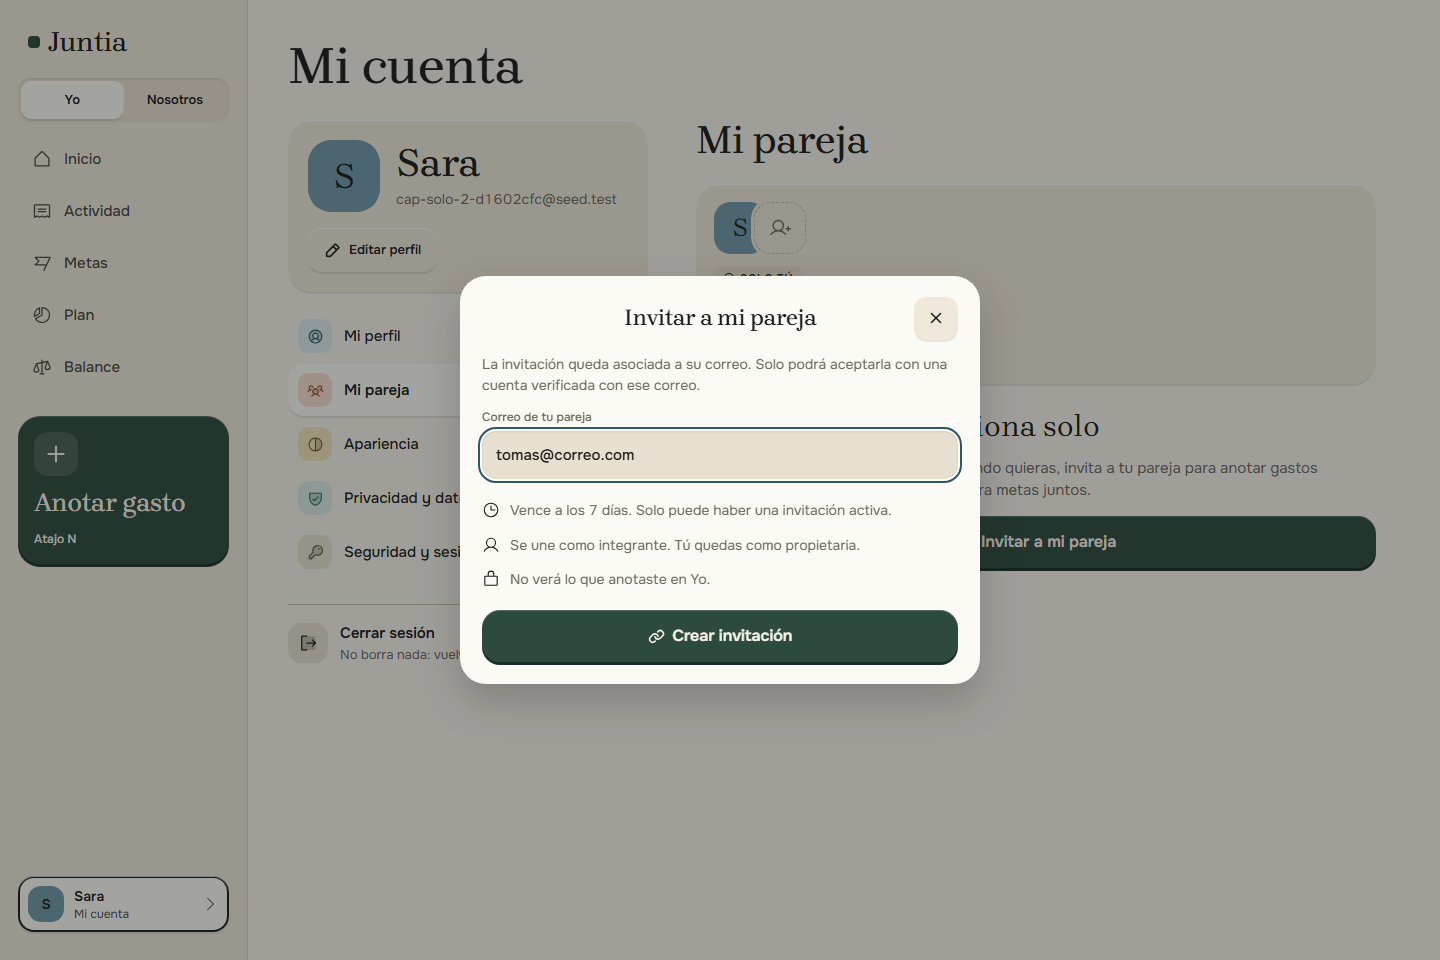 Juntia
Yo
Nosotros
Inicio
Actividad
Metas
Plan
Balance
Anotar gasto
Atajo N
S
Sara
Mi cuenta
Mi cuenta
S
Sara
cap-solo-2-d1602cfc@seed.test
Editar perfil
Mi perfil
Mi pareja
Apariencia
Privacidad y dat
Seguridad y sesi
Cerrar sesión
No borra nada: vuel
Mi pareja
S
SOLO TÚ
iona solo
ndo quieras, invita a tu pareja para anotar gastos
ra metas juntos.
Invitar a mi pareja
Invitar a mi pareja
La invitación queda asociada a su correo. Solo podrá aceptarla con una
cuenta verificada con ese correo.
Correo de tu pareja
tomas@correo.com
Vence a los 7 días. Solo puede haber una invitación activa.
Se une como integrante. Tú quedas como propietaria.
No verá lo que anotaste en Yo.
Crear invitación